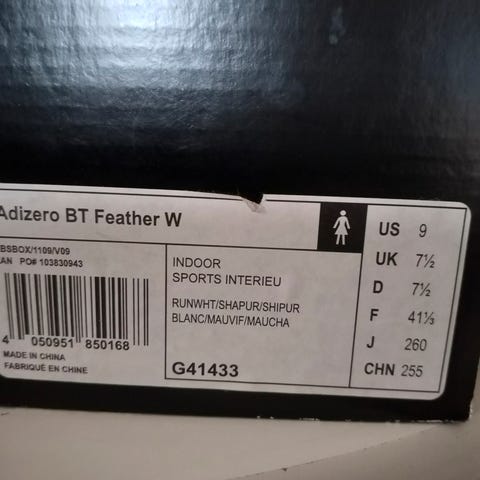 Adizero BT Feather W
BSBOX/1109/V09
AN PO# 103830943
4 050951 850168
MADE IN CHINA
FABRIQUÉ EN CHINE
INDOOR
SPORTS INTERIEU
RUNWHT/SHAPUR/SHIPUR
BLANC/MAUVIF/MAUCHA
G41433
US 9
UK 7½
D 7½
F 41⅓
J 260
CHN 255